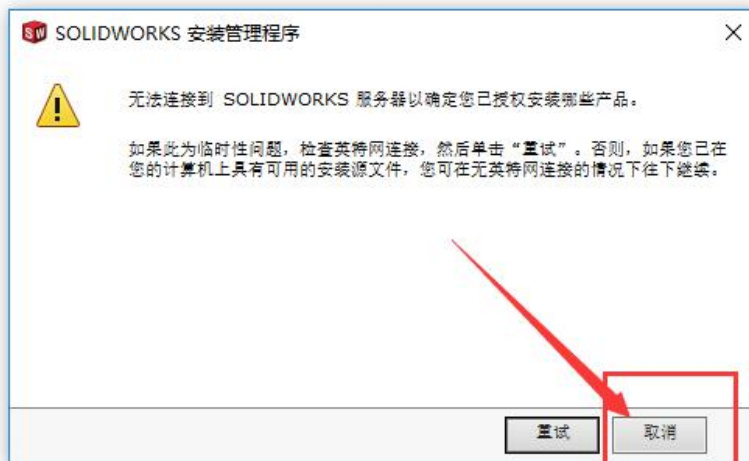 SW SOLIDWORKS 安装管理程序
无法连接到 SOLIDWORKS 服务器以确定您已授权安装哪些产品。
如果此为临时性问题，检查英特网连接，然后单击“重试”。否则，如果您已在
您的计算机上具有可用的安装源文件，您可在无英特网连接的情况下往下继续。
重试 取消